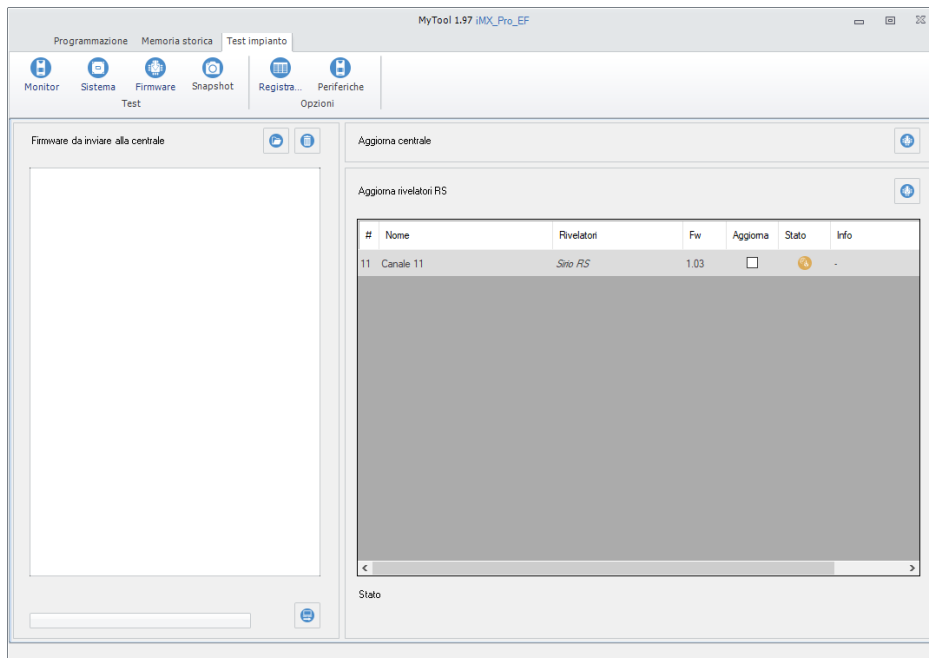 MyTool 1.97 iMX_Pro_EF
Programmazione Memoria storica Test impianto
Monitor Sistema Firmware Snapshot Registra... Periferiche
Test Opzioni
Firmware da inviare alla centrale
Aggiorna centrale
Aggiorna rivelatori RS
# Nome Rivelatori Fw Aggiorna Stato Info
11 Canale 11 Sirio RS 1.03 -
Stato